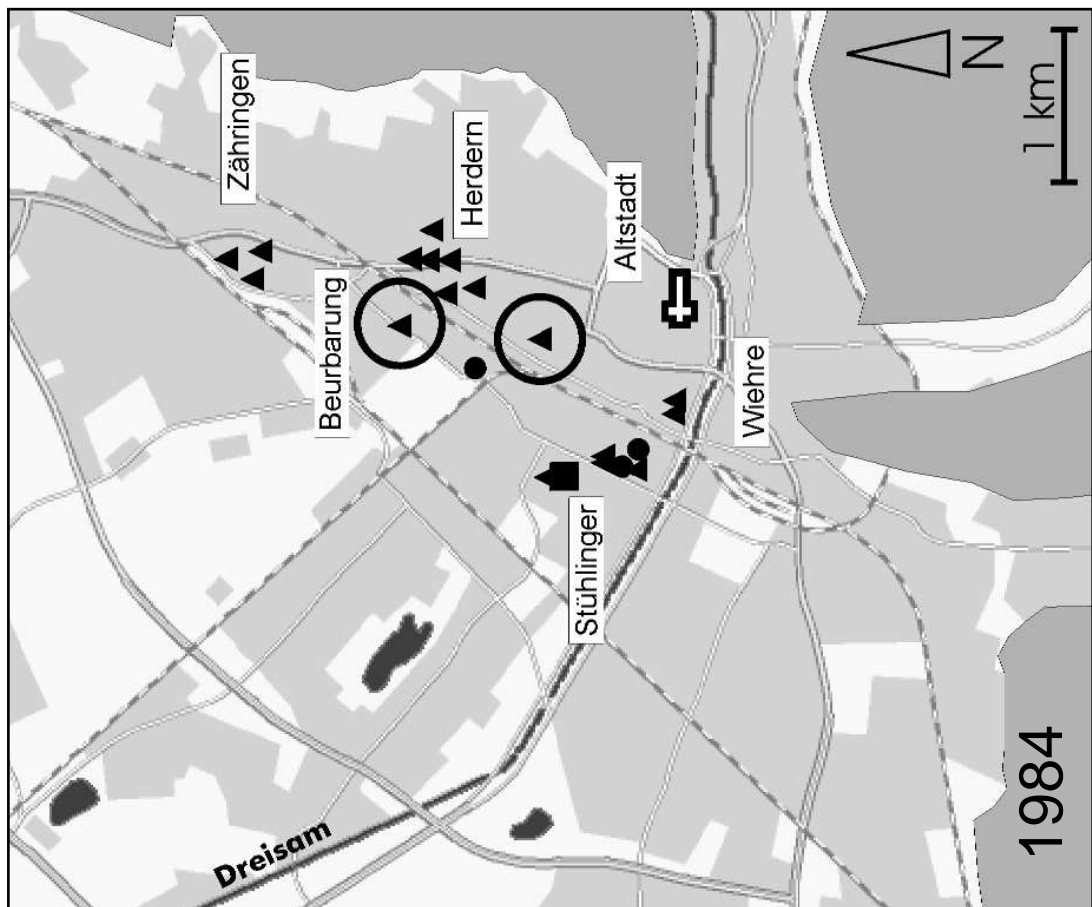 Zähringen
Herdern
Beurbarung
Altstadt
Stühlinger
Wiehre
Dreisam
N
1 km
1984